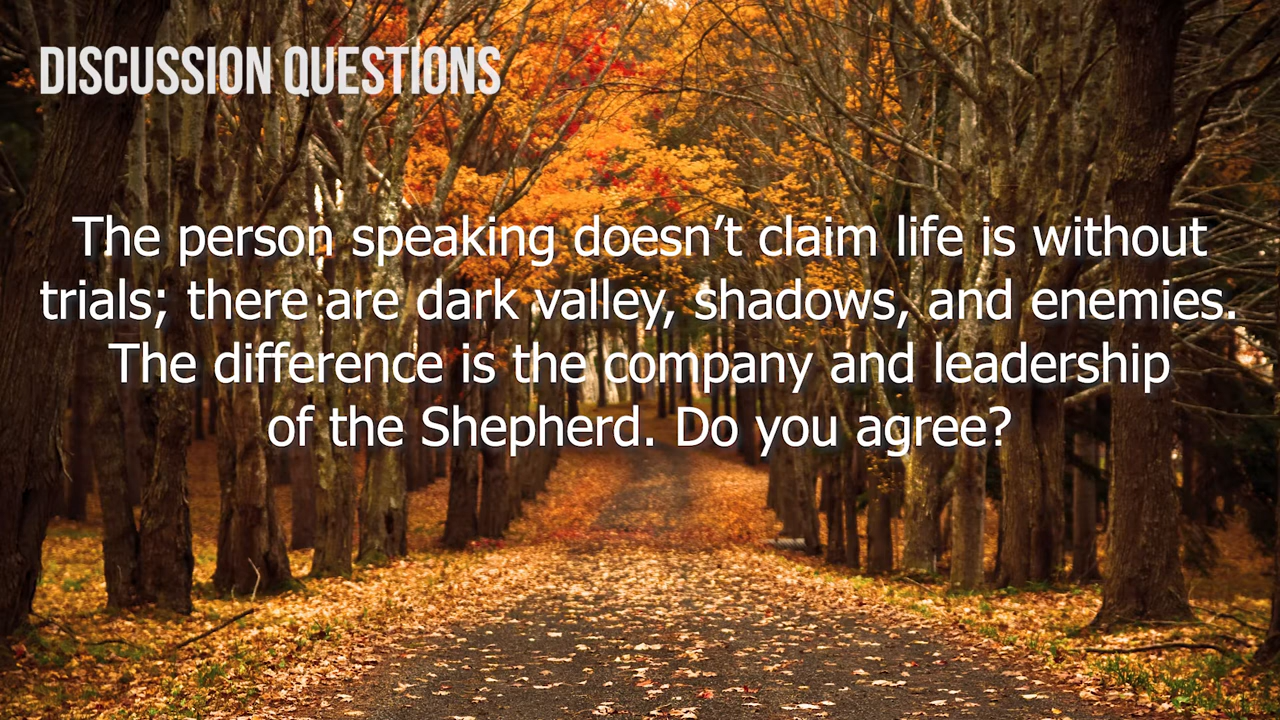 DISCUSSION QUESTIONS
The person speaking doesn’t claim life is without
trials; there are dark valley, shadows, and enemies.
The difference is the company and leadership
of the Shepherd. Do you agree?